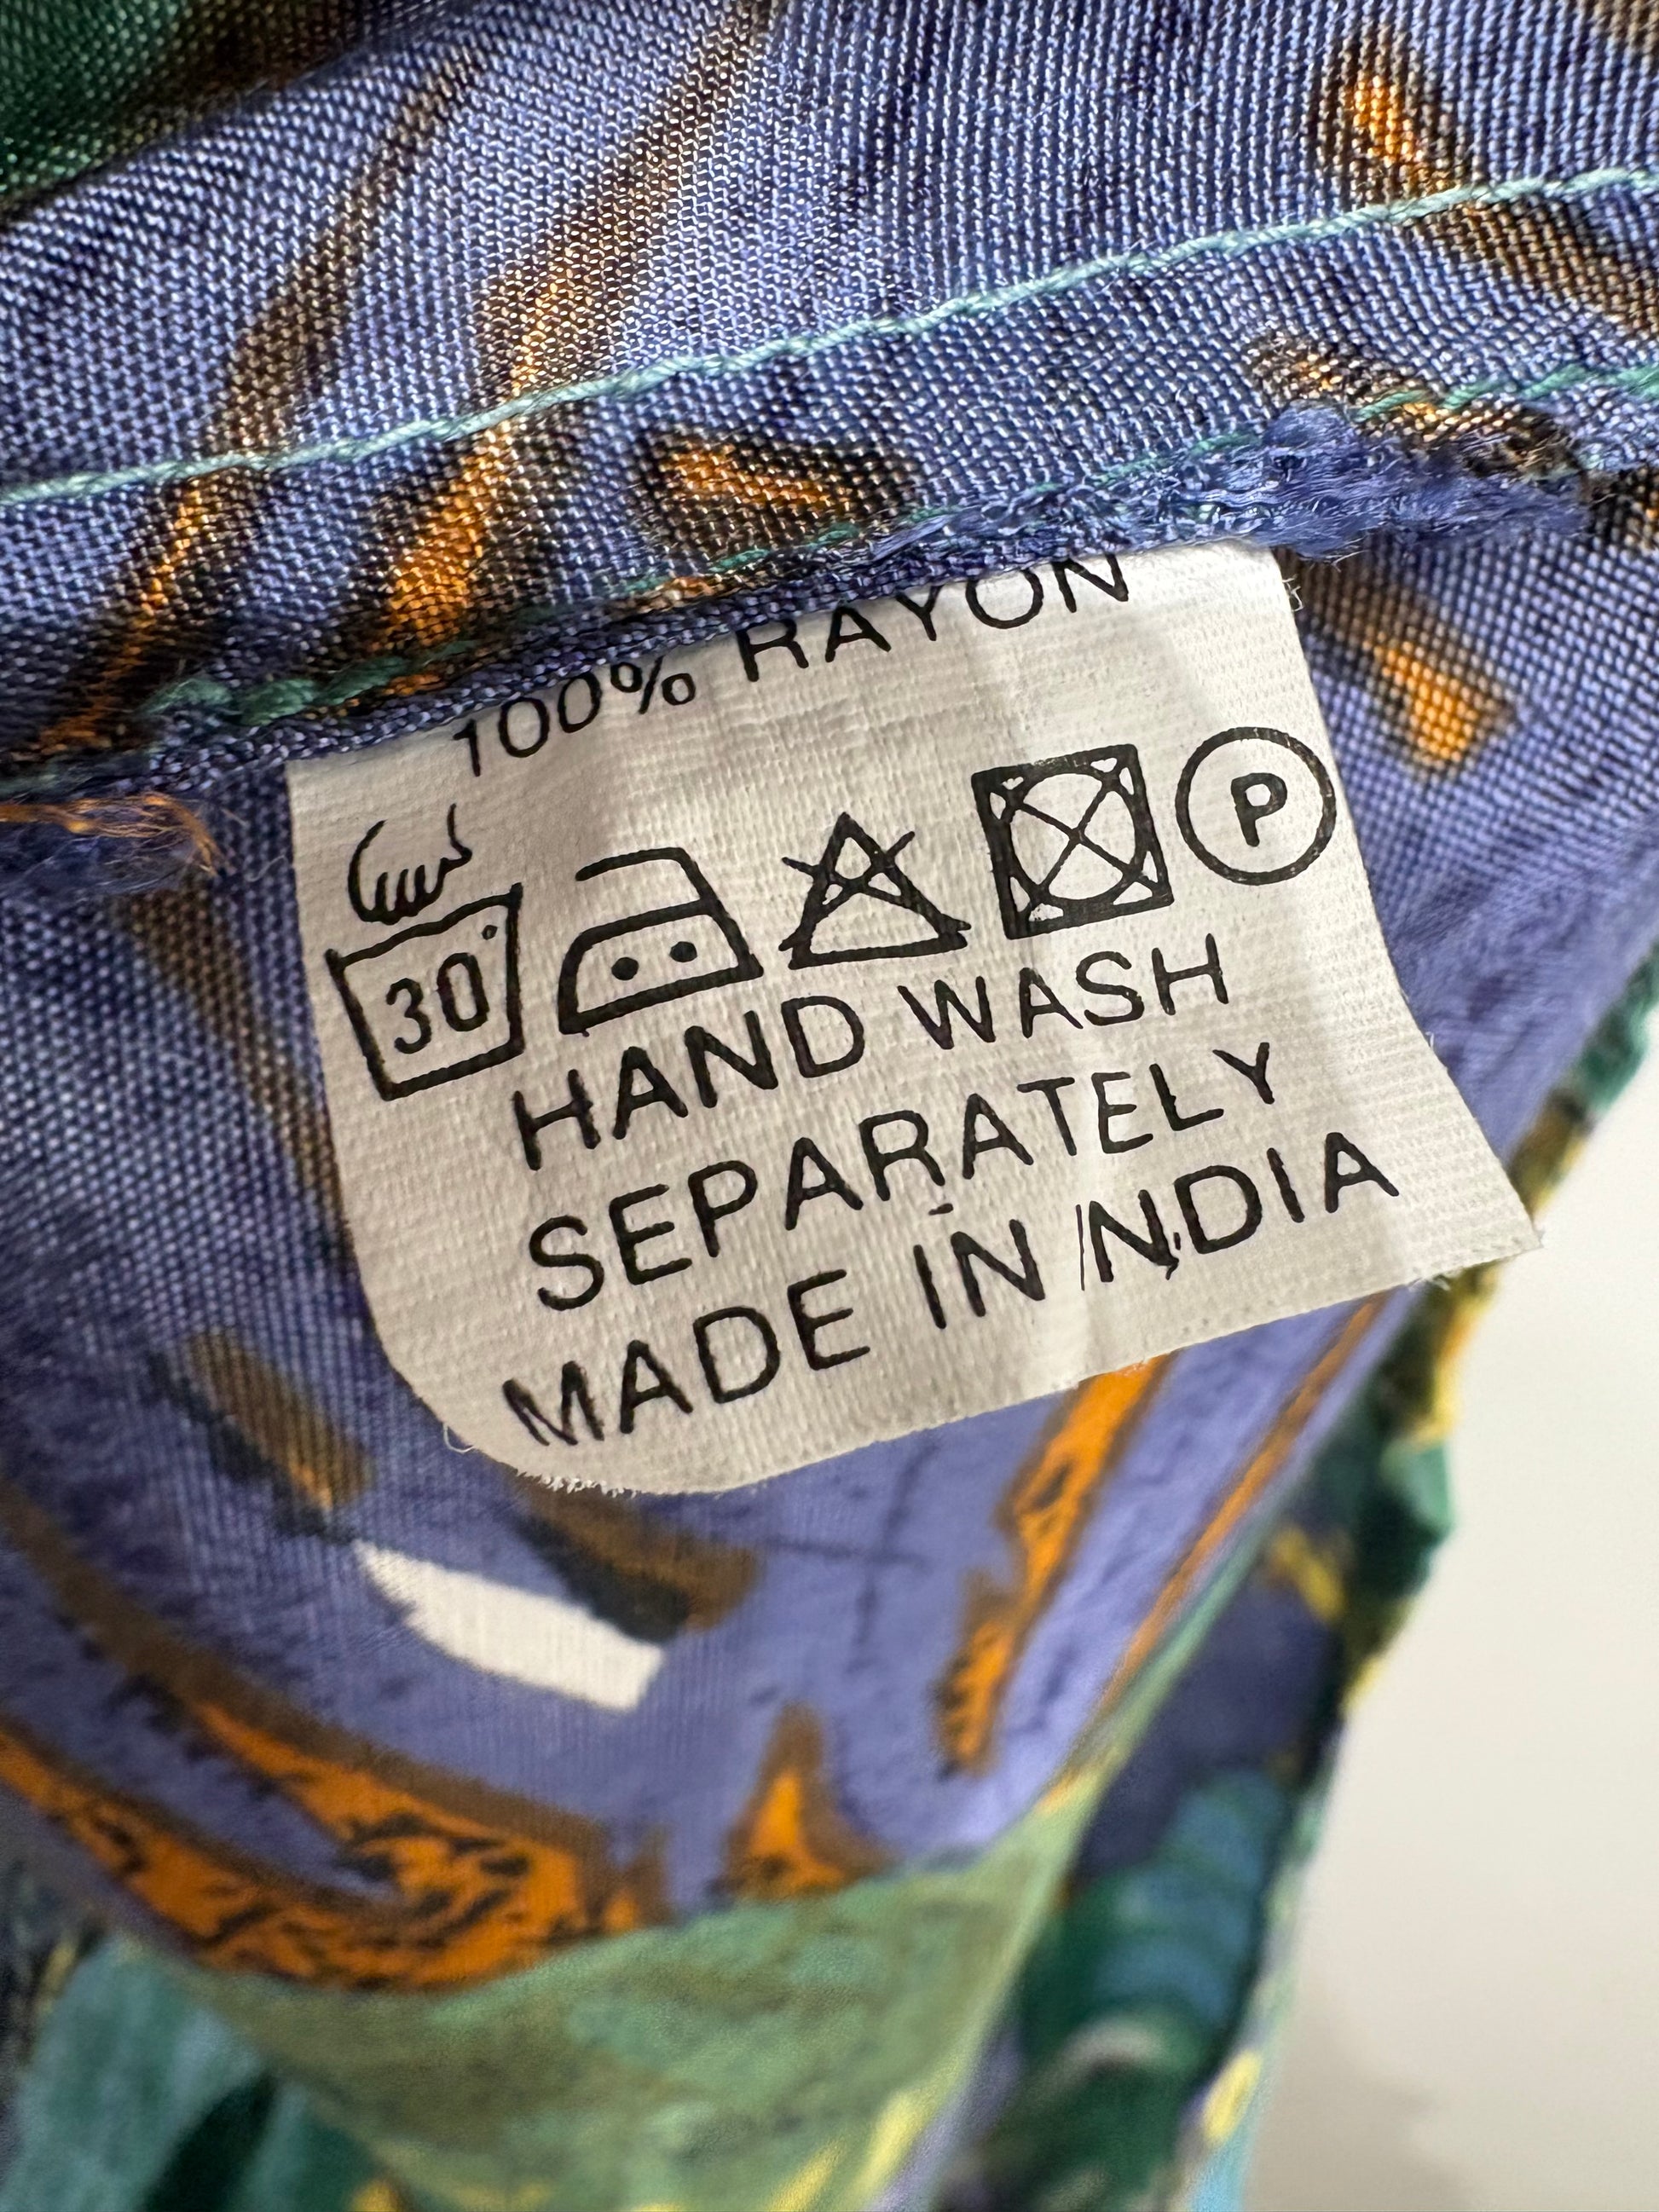 100% RAYON
30° P
HAND WASH
SEPARATELY
MADE IN INDIA